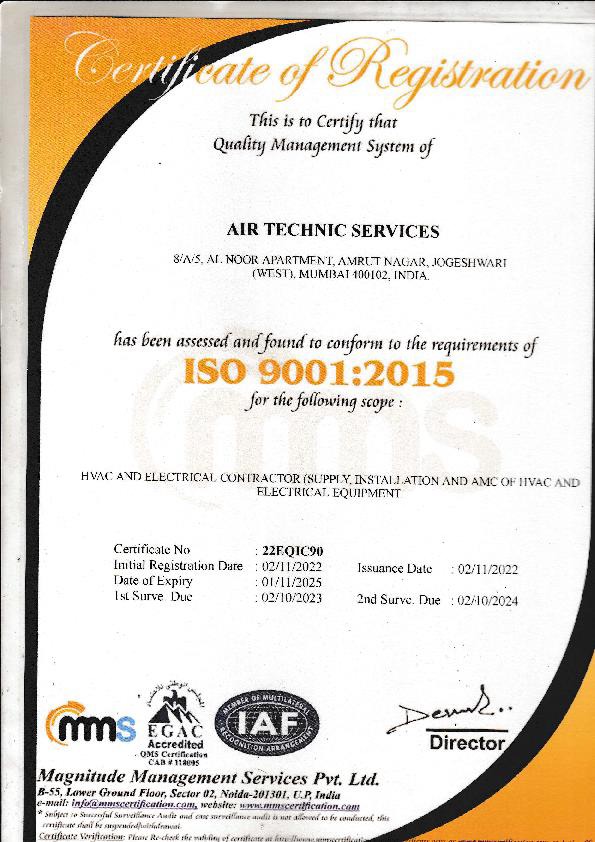 Certificate of Registration
This is to Certify that
Quality Management System of
AIR TECHNIC SERVICES
8/A/5, AL NOOR APARTMENT, AMRUT NAGAR, JOGESHWARI
(WEST), MUMBAI 400102, INDIA.
has been assessed and found to conform to the requirements of
ISO 9001:2015
for the following scope :
mms
HVAC AND ELECTRICAL CONTRACTOR (SUPPLY, INSTALLATION AND AMC OF HVAC AND
ELECTRICAL EQUIPMENT
Certificate No : 22EQIC90
Initial Registration Date : 02/11/2022 Issuance Date : 02/11/2022
Date of Expiry : 01/11/2025
1st Surve. Due : 02/10/2023 2nd Surve. Due : 02/10/2024
mms
EGAC
Accredited
QMS Certification
CAB # 118005
MEMBER OF MULTILATERAL
IAF
RECOGNITION ARRANGEMENT
Director
Magnitude Management Services Pvt. Ltd.
B-55, Lower Ground Floor, Sector 02, Noida-201301, U.P, India
e-mail: info@mmscertification.com, website: www.mmscertification.com
* Subject to Successful Surveillance Audit and case surveillance audit is not allowed to be conducted, this
certificate shall be suspended/withdrawal.
Certificate Verification: Please Re-check the validity of certificate at http://www.mmscertific